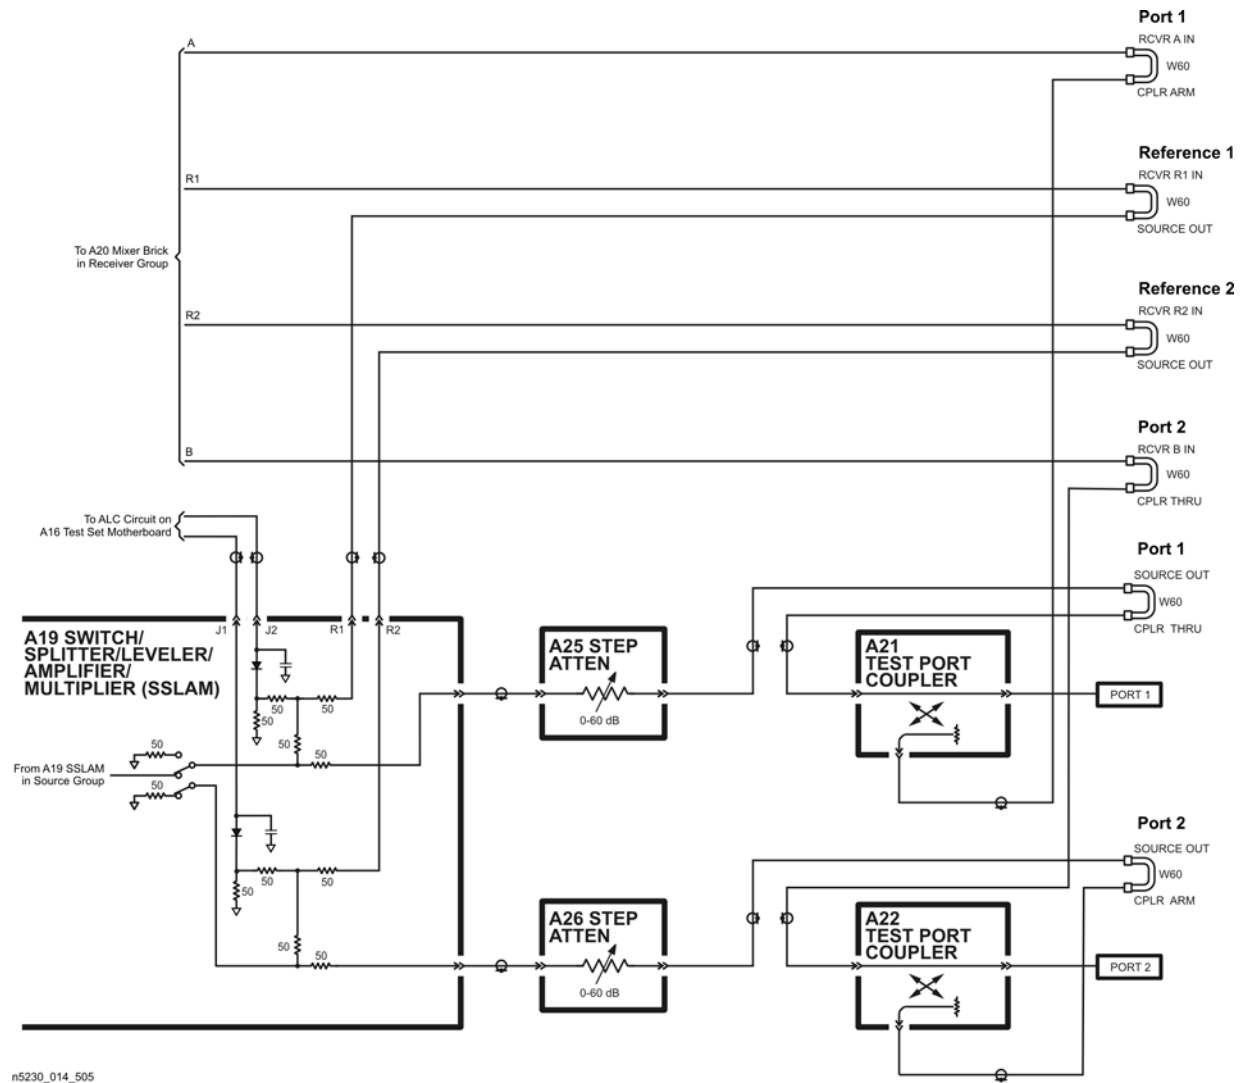 Port 1
RCVR A IN
A
W60
CPLR ARM
Reference 1
RCVR R1 IN
R1
W60
SOURCE OUT
To A20 Mixer Brick
in Receiver Group
Reference 2
RCVR R2 IN
R2
W60
SOURCE OUT
Port 2
RCVR B IN
B
W60
CPLR THRU
To ALC Circuit on
A16 Test Set Motherboard
Port 1
SOURCE OUT
W60
CPLR THRU
J1
J2
R1
R2
A19 SWITCH/
SPLITTER/LEVELER/
AMPLIFIER/
MULTIPLIER (SSLAM)
A25 STEP
ATTEN
0-60 dB
A21
TEST PORT
COUPLER
PORT 1
50
50
50
50
50
50
From A19 SSLAM
in Source Group
50
Port 2
SOURCE OUT
W60
CPLR ARM
50
50
50
50
50
A26 STEP
ATTEN
0-60 dB
A22
TEST PORT
COUPLER
PORT 2
n5230_014_505